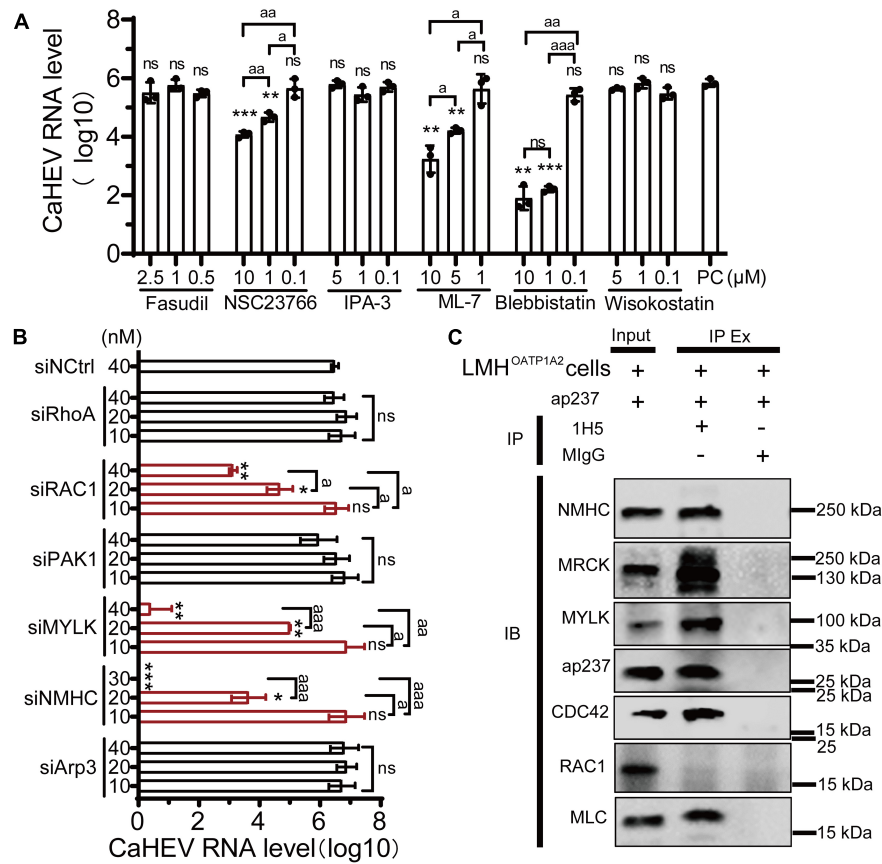 A
CaHEV RNA level
( log10)
8
6
4
2
0
ns ns ns
*** ** ns
aa a aa
ns ns ns
** ** ns
a a a
** *** ns
ns aaa aa
ns ns ns
2.5 1 0.5 10 1 0.1 5 1 0.1 10 5 1 10 1 0.1 5 1 0.1 PC (μM)
Fasudil NSC23766 IPA-3 ML-7 Blebbistatin Wisokostatin
B
(nM)
siNCtrl 40
siRhoA 40 20 10 ns
siRAC1 40 ** a
20 * a a
10 ns
siPAK1 40 20 10 ns
siMYLK 40 ** aaa
20 ** a aa
10 ns
siNMHC 30 *** aaa
20 * a aaa
10 ns
siArp3 40 20 10 ns
0 2 4 6 8
CaHEV RNA level(log10)
C
Input IP Ex
LMHOATP1A2cells + + +
ap237 + + +
IP
1H5 + -
MIgG - +
IB
NMHC 250 kDa
MRCK 250 kDa
130 kDa
MYLK 100 kDa
35 kDa
ap237 25 kDa
25 kDa
CDC42 15 kDa
25
RAC1 15 kDa
MLC 15 kDa